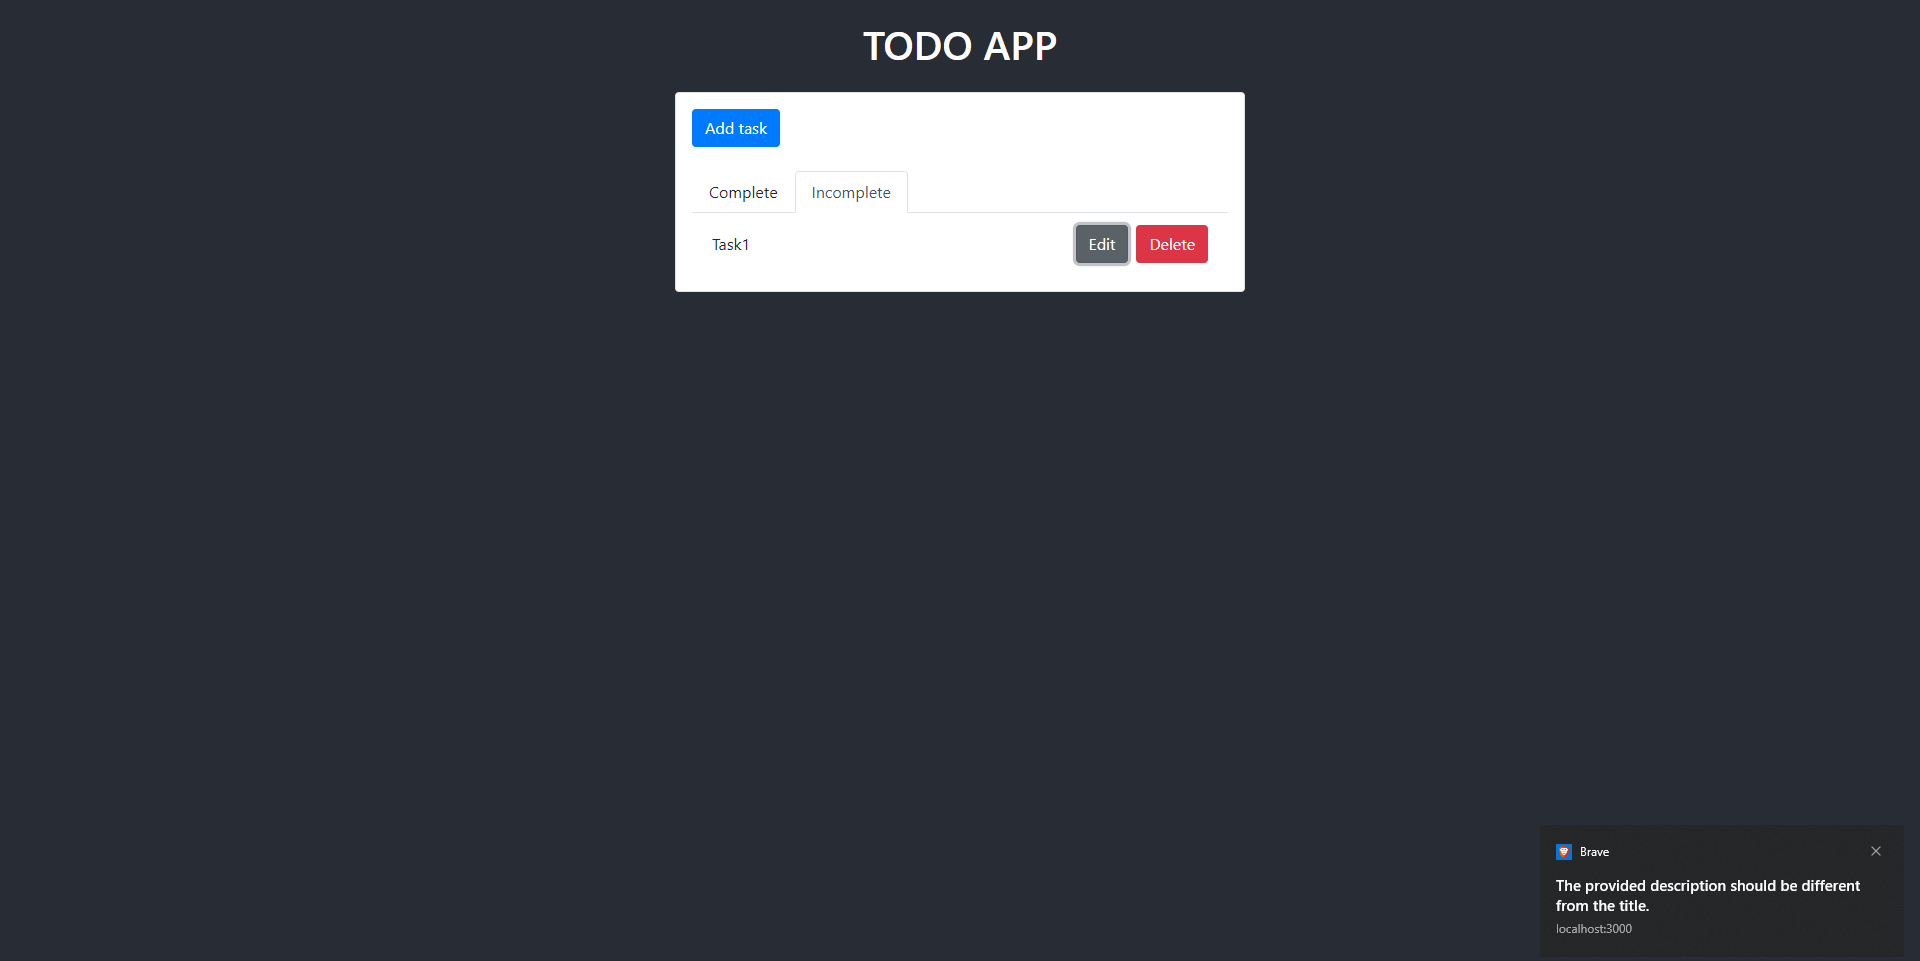 TODO APP
Add task
Complete Incomplete
Task1 Edit Delete
Brave
The provided description should be different
from the title.
localhost:3000